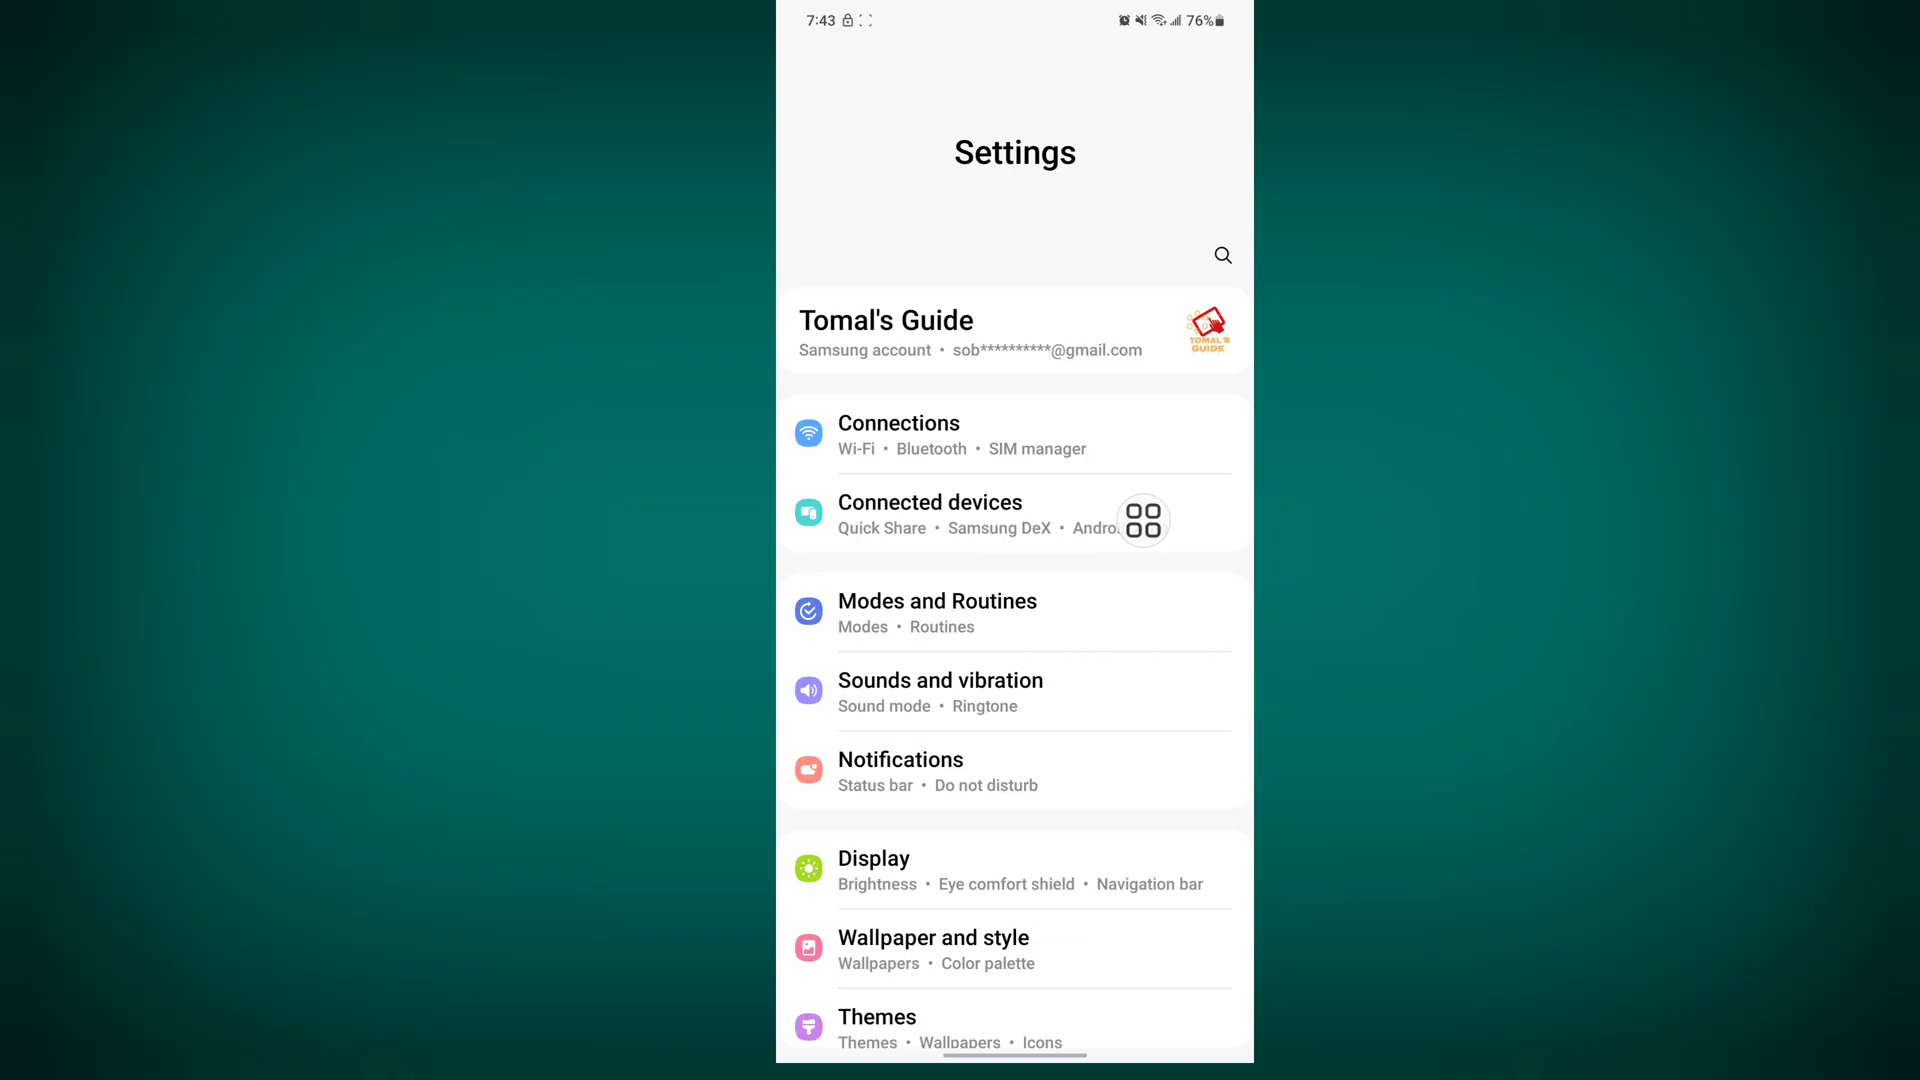 7:43
76%
Settings
Tomal's Guide
Samsung account • sob**********@gmail.com
TOMAL'S
GUIDE
Connections
Wi-Fi • Bluetooth • SIM manager
Connected devices
Quick Share • Samsung DeX •
Modes and Routines
Modes • Routines
Sounds and vibration
Sound mode • Ringtone
Notifications
Status bar • Do not disturb
Display
Brightness • Eye comfort shield • Navigation bar
Wallpaper and style
Wallpapers • Color palette
Themes
Themes • Wallpapers • Icons